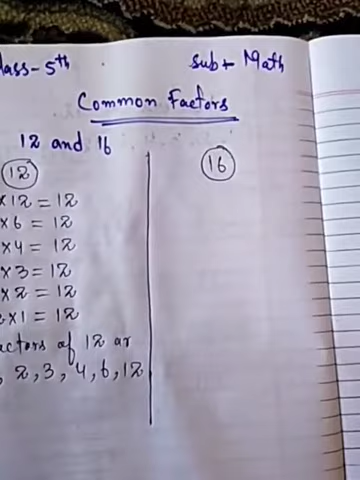 lass-5th sub+ Math
Common Factors
12 and 16
12 16
×12 = 12
×6 = 12
×4 = 12
×3 = 12
×2 = 12
×1 = 12
actors of 12 ar
, 2, 3, 4, 6, 12